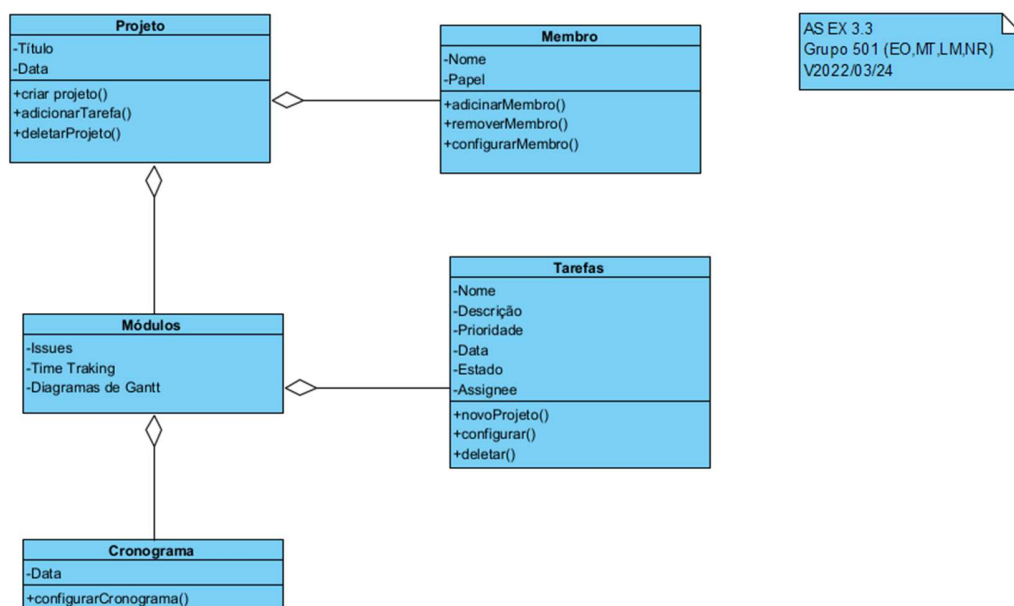 Projeto
-Título
-Data
+criar projeto()
+adicionarTarefa()
+deletarProjeto()
Membro
-Nome
-Papel
+adicinarMembro()
+removerMembro()
+configurarMembro()
AS EX 3.3
Grupo 501 (EO,MT,LM,NR)
V2022/03/24
Módulos
-Issues
-Time Traking
-Diagramas de Gantt
Tarefas
-Nome
-Descrição
-Prioridade
-Data
-Estado
-Assignee
+novoProjeto()
+configurar()
+deletar()
Cronograma
-Data
+configurarCronograma()